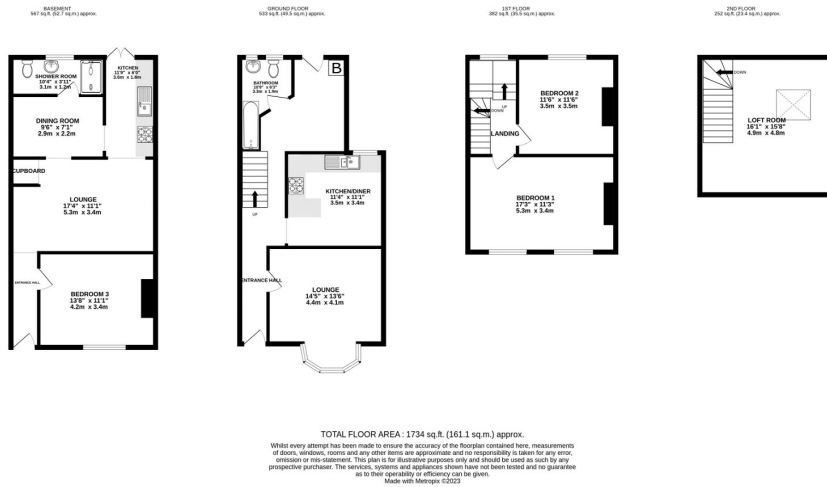 BASEMENT
567 sq.ft. (52.7 sq.m.) approx.
SHOWER ROOM
10'4" x 3'11"
3.1m x 1.2m
KITCHEN
11'9" x 6'0"
3.6m x 1.8m
DINING ROOM
9'6" x 7'1"
2.9m x 2.2m
CUPBOARD
LOUNGE
17'4" x 11'1"
5.3m x 3.4m
ENTRANCE HALL
BEDROOM 3
13'8" x 11'1"
4.2m x 3.4m
GROUND FLOOR
533 sq.ft. (49.5 sq.m.) approx.
BATHROOM
10'9" x 6'3"
3.3m x 1.9m
B
UP
KITCHEN/DINER
11'4" x 11'1"
3.5m x 3.4m
ENTRANCE HALL
LOUNGE
14'5" x 13'6"
4.4m x 4.1m
1ST FLOOR
382 sq.ft. (35.5 sq.m.) approx.
BEDROOM 2
11'6" x 11'6"
3.5m x 3.5m
UP
DOWN
LANDING
BEDROOM 1
17'3" x 11'3"
5.3m x 3.4m
2ND FLOOR
252 sq.ft. (23.4 sq.m.) approx.
DOWN
LOFT ROOM
16'1" x 15'8"
4.9m x 4.8m
TOTAL FLOOR AREA : 1734 sq.ft. (161.1 sq.m.) approx.
Whilst every attempt has been made to ensure the accuracy of the floorplan contained here, measurements
of doors, windows, rooms and any other items are approximate and no responsibility is taken for any error,
omission or mis-statement. This plan is for illustrative purposes only and should be used as such by any
prospective purchaser. The services, systems and appliances shown have not been tested and no guarantee
as to their operability or efficiency can be given.
Made with Metropix ©2023